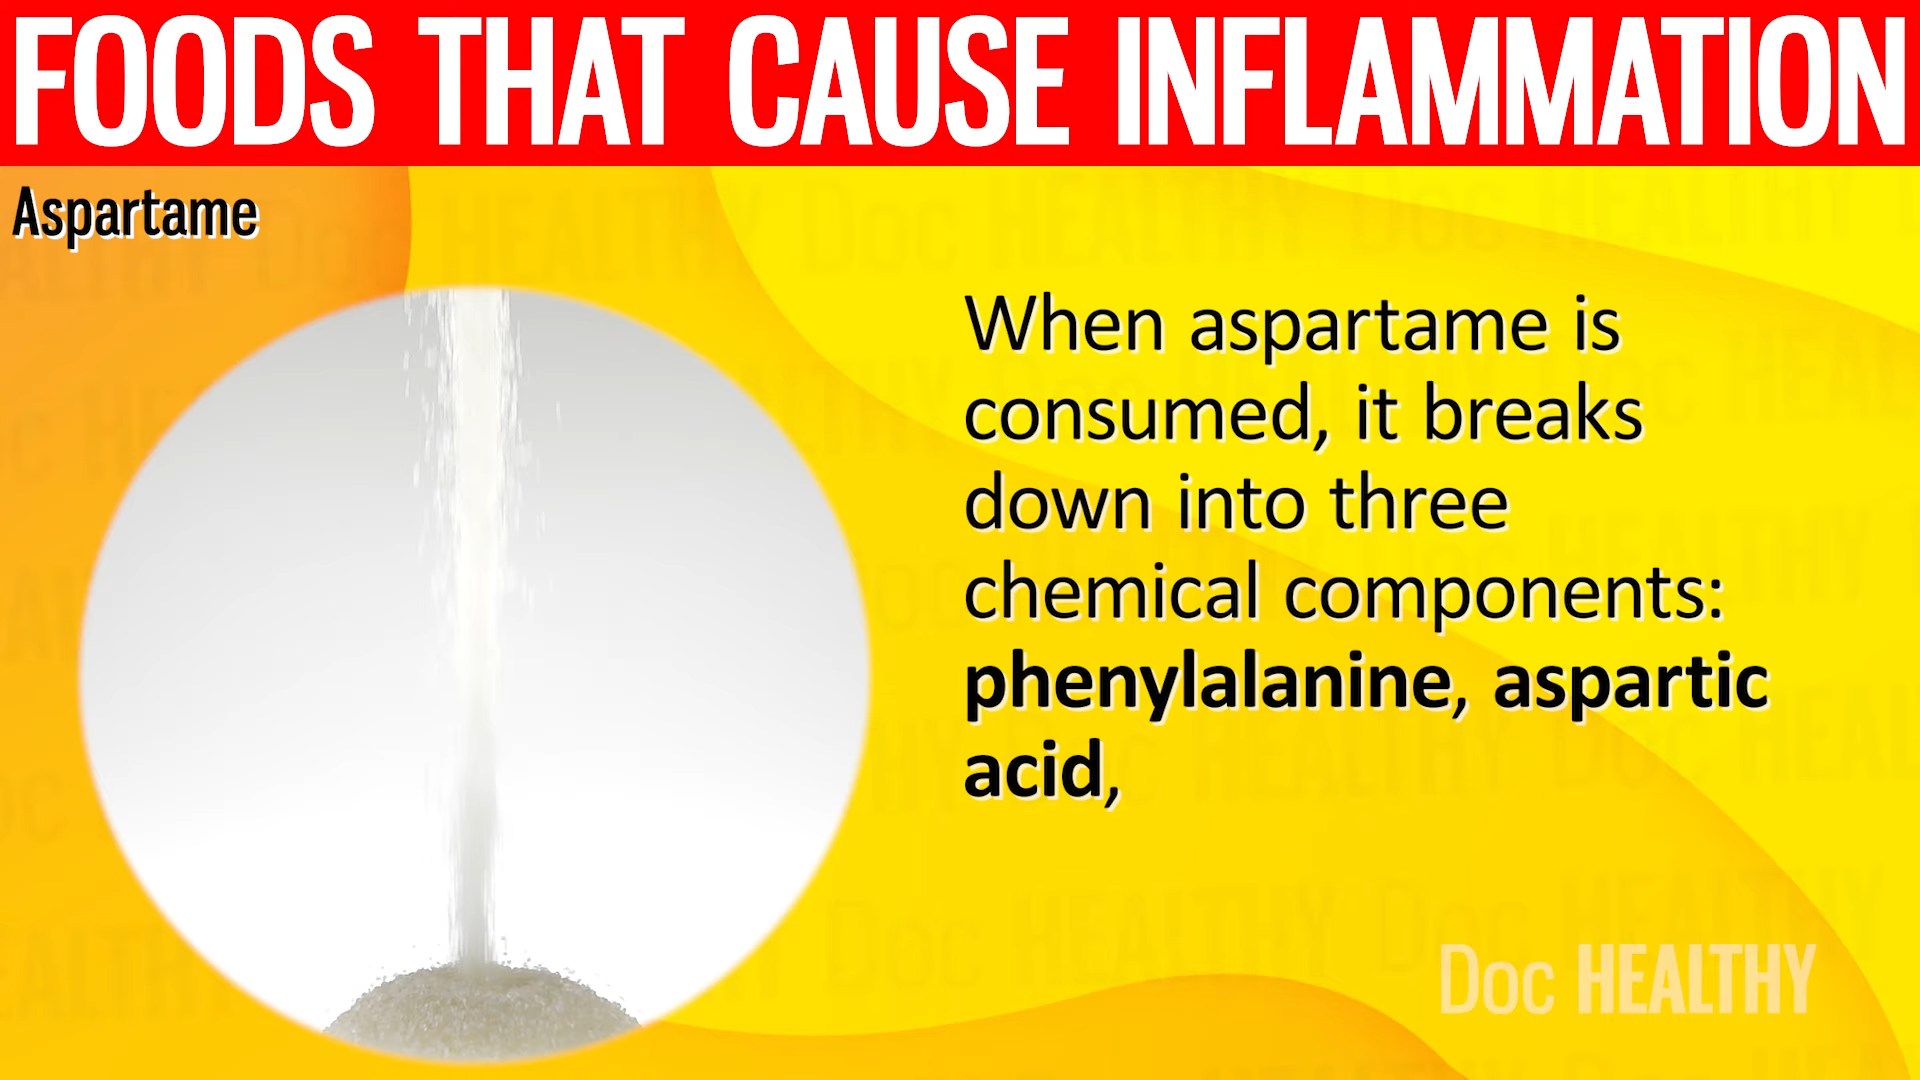 FOODS THAT CAUSE INFLAMMATION
Aspartame
When aspartame is
consumed, it breaks
down into three
chemical components:
phenylalanine, aspartic
acid,
Doc HEALTHY